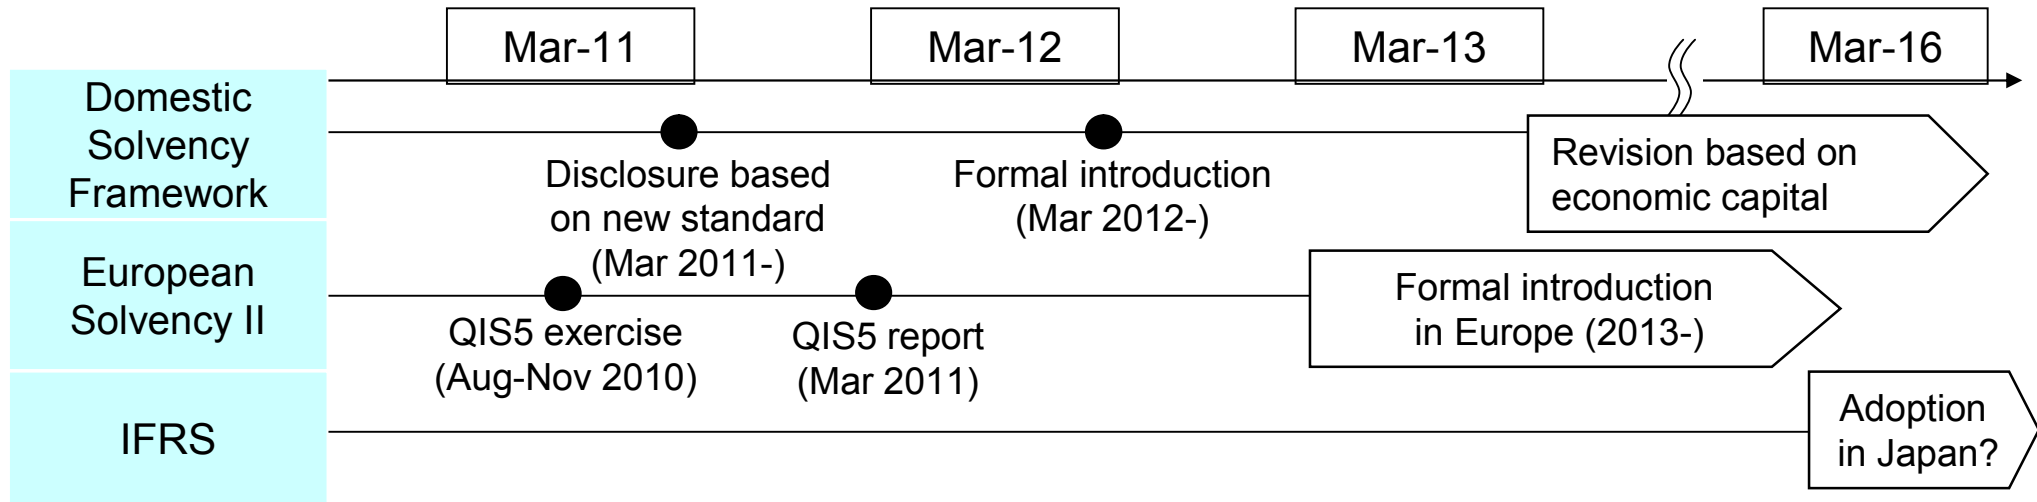 Mar-11
Mar-12
Mar-13
Mar-16
Domestic
Solvency
Framework
Disclosure based
on new standard
(Mar 2011-)
Formal introduction
(Mar 2012-)
Revision based on
economic capital
European
Solvency II
QIS5 exercise
(Aug-Nov 2010)
QIS5 report
(Mar 2011)
Formal introduction
in Europe (2013-)
IFRS
Adoption
in Japan?